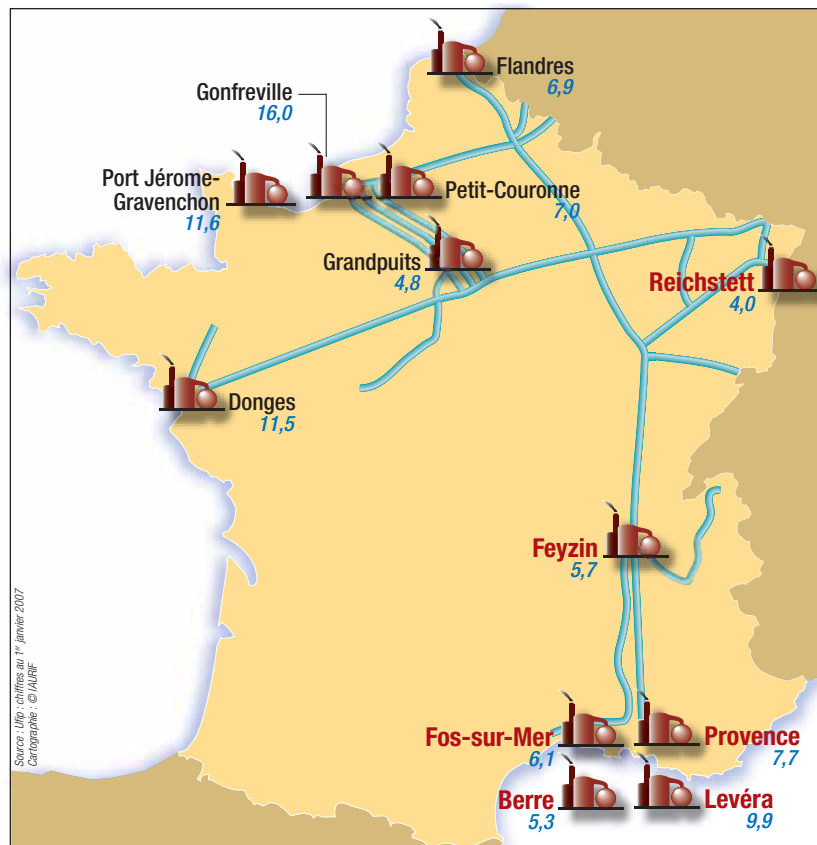 Flandres
6,9
Gonfreville
16,0
Port Jérome-
Gravenchon
11,6
Petit-Couronne
7,0
Grandpuits
4,8
Reichstett
4,0
Donges
11,5
Feyzin
5,7
Fos-sur-Mer
6,1
Provence
7,7
Berre
5,3
Levéra
9,9
Source : Ufip : chiffres au 1er janvier 2007
Cartographie : © IAURIF